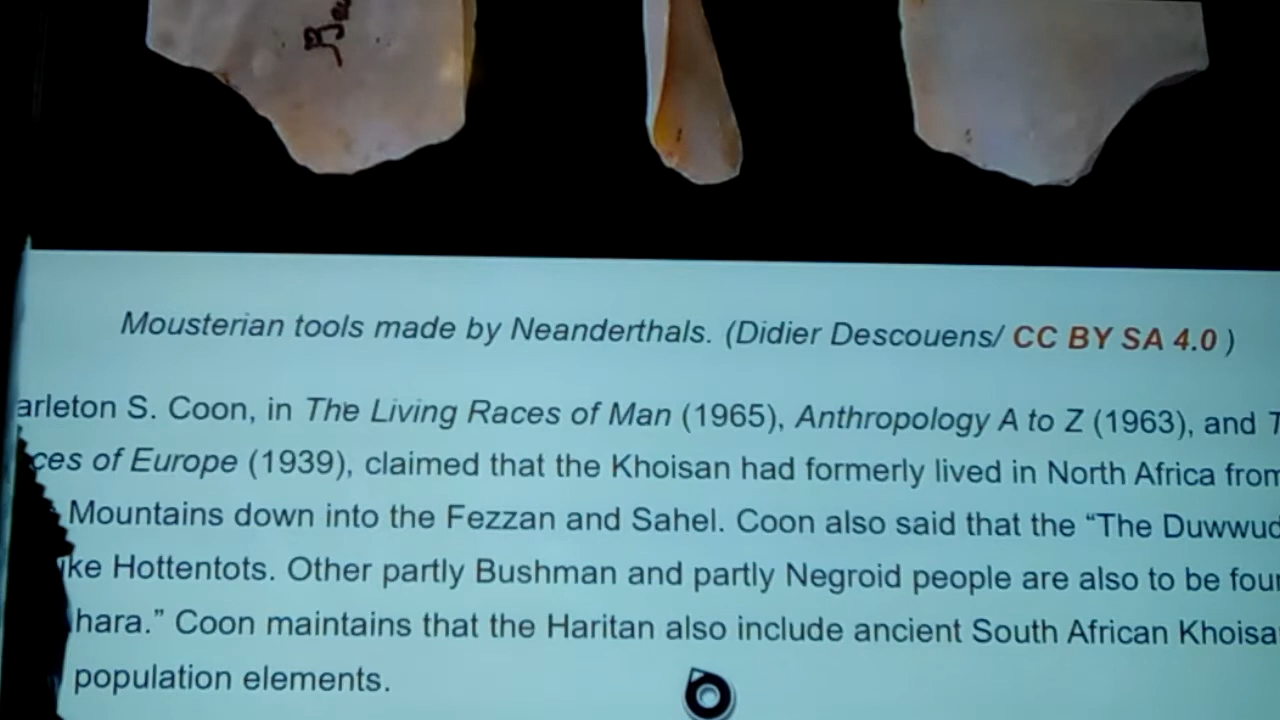 Mousterian tools made by Neanderthals. (Didier Descouens/ CC BY SA 4.0 )
arleton S. Coon, in The Living Races of Man (1965), Anthropology A to Z (1963), and T
ces of Europe (1939), claimed that the Khoisan had formerly lived in North Africa from
Mountains down into the Fezzan and Sahel. Coon also said that the “The Duwwud
ke Hottentots. Other partly Bushman and partly Negroid people are also to be four
hara.” Coon maintains that the Haritan also include ancient South African Khoisa
population elements.